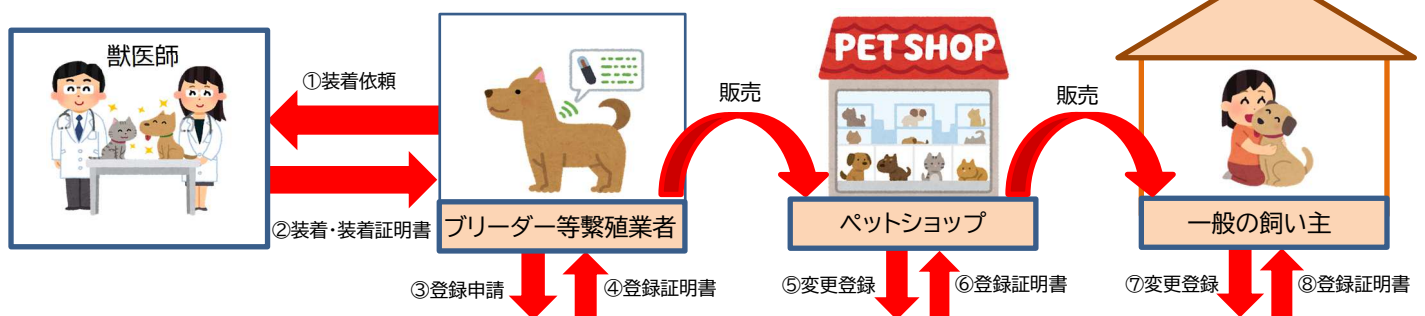 獣医師
①装着依頼
②装着・装着証明書
ブリーダー等繫殖業者
③登録申請
④登録証明書
販売
PET SHOP
ペットショップ
⑤変更登録
⑥登録証明書
販売
一般の飼い主
⑦変更登録
⑧登録証明書